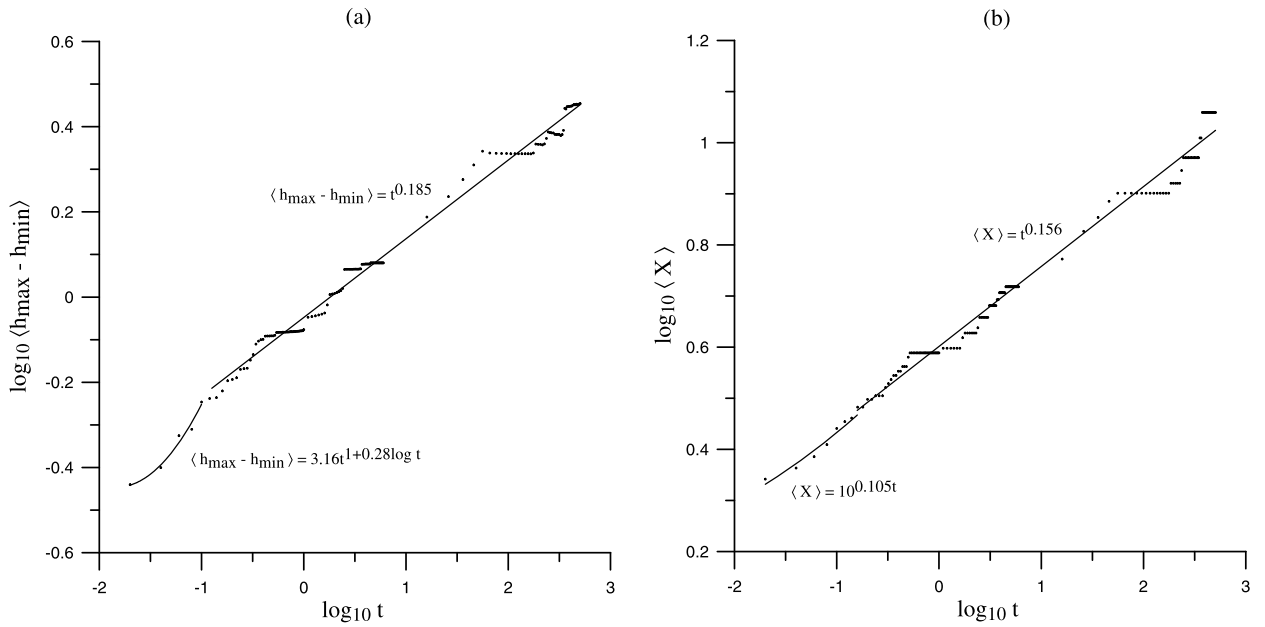 (a)
0.6
0.4
0.2
0
-0.2
-0.4
-0.6
-2
-1
0
1
2
3
log10 ⟨hmax - hmin⟩
log10 t
⟨ hmax - hmin ⟩ = t0.185
⟨ hmax - hmin ⟩ = 3.16t1+0.28log t
(b)
1.2
1
0.8
0.6
0.4
0.2
-2
-1
0
1
2
3
log10 ⟨ X ⟩
log10 t
⟨ X ⟩ = t0.156
⟨ X ⟩ = 100.105t